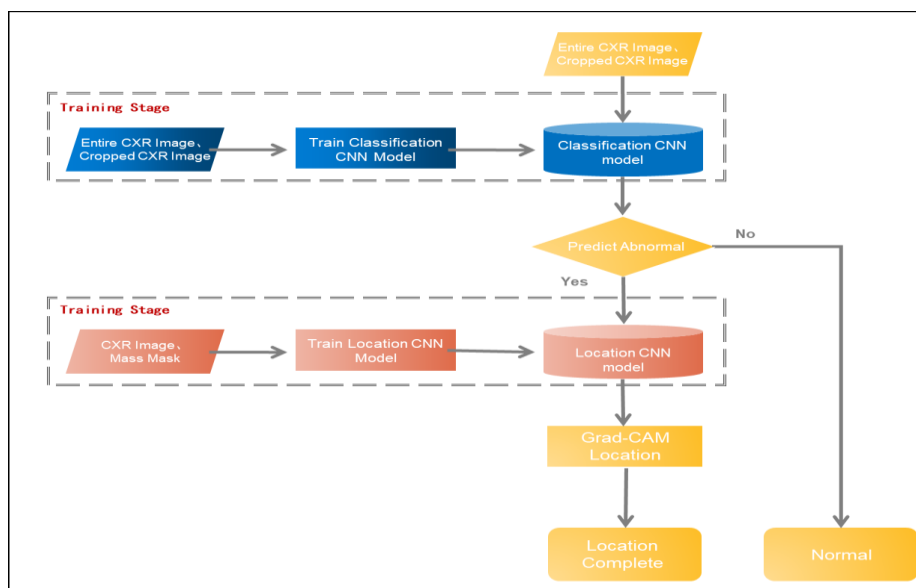 Entire CXR Image、
Cropped CXR Image
Training Stage
Entire CXR Image、
Cropped CXR Image
Train Classification
CNN Model
Classification CNN
model
Predict Abnormal
No
Yes
Training Stage
CXR Image、
Mass Mask
Train Location CNN
Model
Location CNN
model
Grad-CAM
Location
Location
Complete
Normal